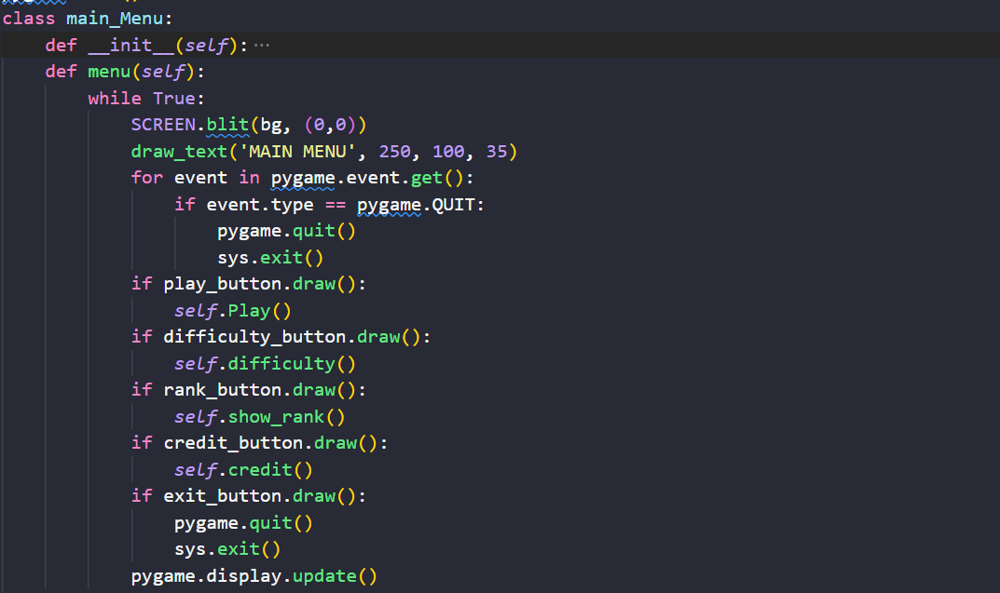 class main_Menu:
    def __init__(self):···
    def menu(self):
        while True:
            SCREEN.blit(bg, (0,0))
            draw_text('MAIN MENU', 250, 100, 35)
            for event in pygame.event.get():
                if event.type == pygame.QUIT:
                    pygame.quit()
                    sys.exit()
            if play_button.draw():
                self.Play()
            if difficulty_button.draw():
                self.difficulty()
            if rank_button.draw():
                self.show_rank()
            if credit_button.draw():
                self.credit()
            if exit_button.draw():
                pygame.quit()
                sys.exit()
            pygame.display.update()